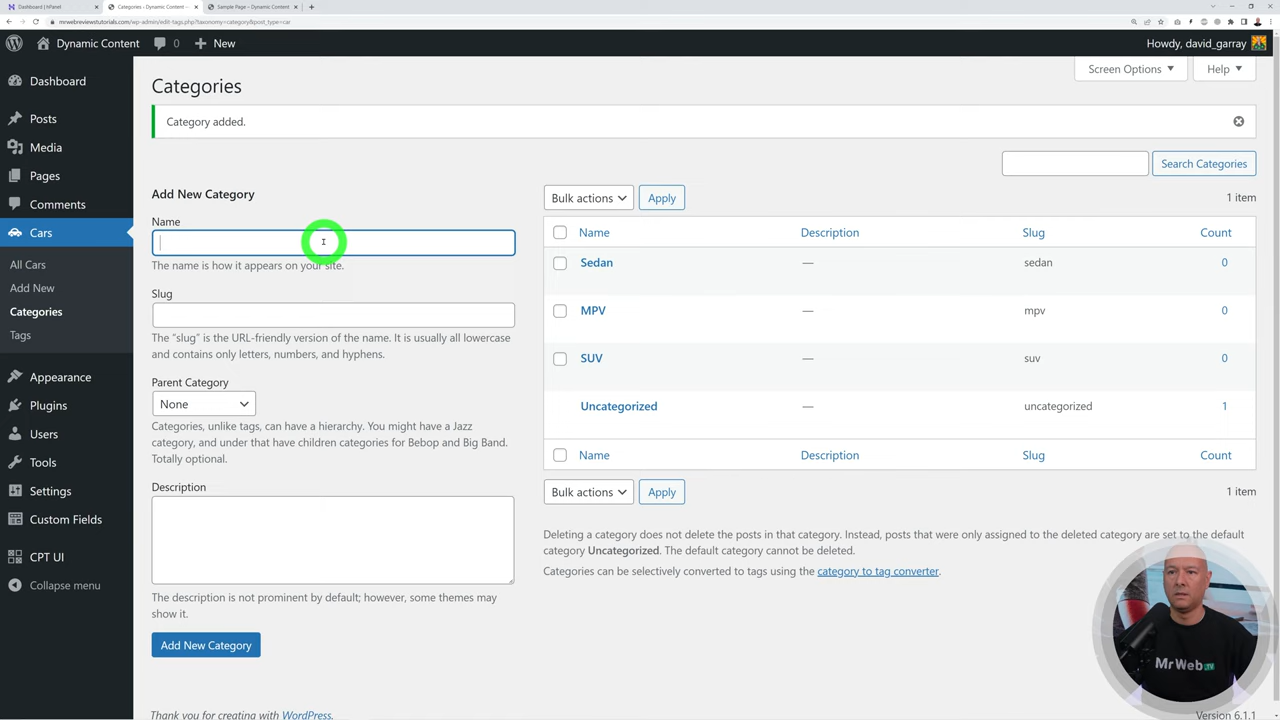 Dashboard | hPanel
Categories ‹ Dynamic Content —
Sample Page – Dynamic Content
mrwebreviewstutorials.com/wp-admin/edit-tags.php?taxonomy=category&post_type=car
Dynamic Content
0
New
Howdy, david_garray
Dashboard
Posts
Media
Pages
Comments
Cars
All Cars
Add New
Categories
Tags
Appearance
Plugins
Users
Tools
Settings
Custom Fields
CPT UI
Collapse menu
Screen Options
Help
Categories
Category added.
Search Categories
Add New Category
Name
The name is how it appears on your site.
Slug
The “slug” is the URL-friendly version of the name. It is usually all lowercase
and contains only letters, numbers, and hyphens.
Parent Category
None
Categories, unlike tags, can have a hierarchy. You might have a Jazz
category, and under that have children categories for Bebop and Big Band.
Totally optional.
Description
The description is not prominent by default; however, some themes may
show it.
Add New Category
Bulk actions Apply 1 item
Name Description Slug Count
Sedan — sedan 0
MPV — mpv 0
SUV — suv 0
Uncategorized — uncategorized 1
Name Description Slug Count
Bulk actions Apply 1 item
Deleting a category does not delete the posts in that category. Instead, posts that were only assigned to the deleted category are set to the default
category Uncategorized. The default category cannot be deleted.
Categories can be selectively converted to tags using the category to tag converter.
MrWeb.TV
Thank you for creating with WordPress.
Version 6.1.1